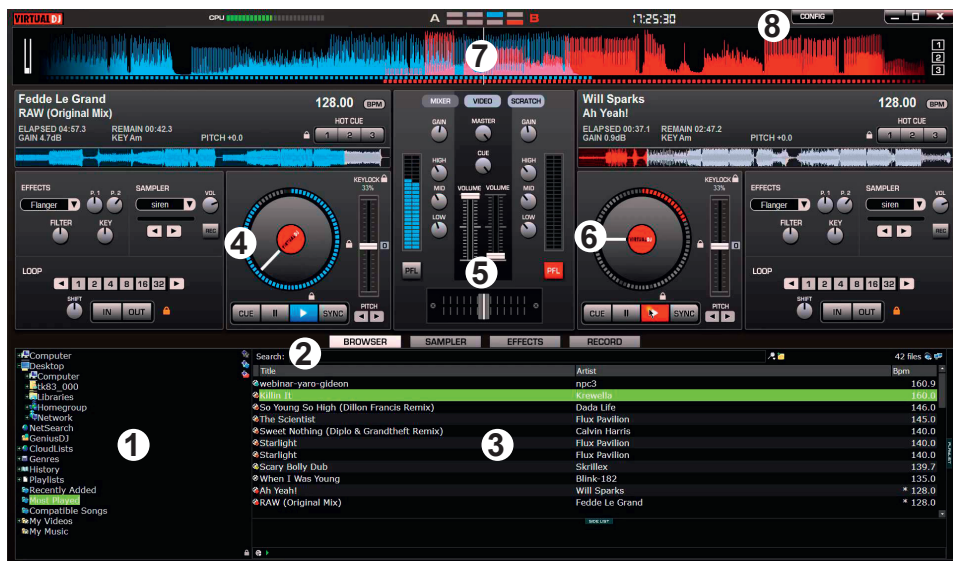 VIRTUAL DJ CPU A B 17:25:30 8 CONFIG
7
1
2
3
Fedde Le Grand 128.00 BPM
RAW (Original Mix)
HOT CUE
ELAPSED 04:57.3 REMAIN 00:42.3 1 2 3
GAIN 4.7dB KEY Am PITCH +0.0
MIXER VIDEO SCRATCH
GAIN MASTER GAIN
CUE
HIGH HIGH
MID VOLUME VOLUME MID
LOW LOW
PFL 5 PFL
Will Sparks 128.00 BPM
Ah Yeah!
HOT CUE
ELAPSED 00:37.1 REMAIN 02:47.2 1 2 3
GAIN 0.9dB KEY Am PITCH +0.0
EFFECTS P. 1 P. 2 SAMPLER VOL
Flanger siren
FILTER KEY REC
LOOP
1 2 4 8 16 32
SHIFT
IN OUT
KEYLOCK
33%
4
VIRTUAL DJ
CUE II SYNC PITCH
KEYLOCK
33%
6
VIRTUAL DJ
CUE II SYNC PITCH
EFFECTS P. 1 P. 2 SAMPLER VOL
Flanger siren
FILTER KEY REC
LOOP
1 2 4 8 16 32
SHIFT
IN OUT
BROWSER SAMPLER EFFECTS RECORD
Computer
Desktop
Computer
tk83_000
Libraries
Homegroup
Network
NetSearch
GeniusDJ
CloudLists
Genres
History
Playlists
Recently Added
Most Played
Compatible Songs
My Videos
My Music
1
Search: 2 42 files
Title Artist Bpm
webinar-yaro-gideon npc3 160.9
Killin It Krewella 160.0
So Young So High (Dillon Francis Remix) Dada Life 146.0
The Scientist Flux Pavilion 145.0
Sweet Nothing (Diplo & Grandtheft Remix) Calvin Harris 140.0
Starlight Flux Pavilion 140.0
Starlight Flux Pavilion 140.0
Scary Bolly Dub Skrillex 139.7
When I Was Young Blink-182 135.0
Ah Yeah! Will Sparks * 128.0
RAW (Original Mix) Fedde Le Grand * 128.0
3
SIDE LIST
PLAYLIST